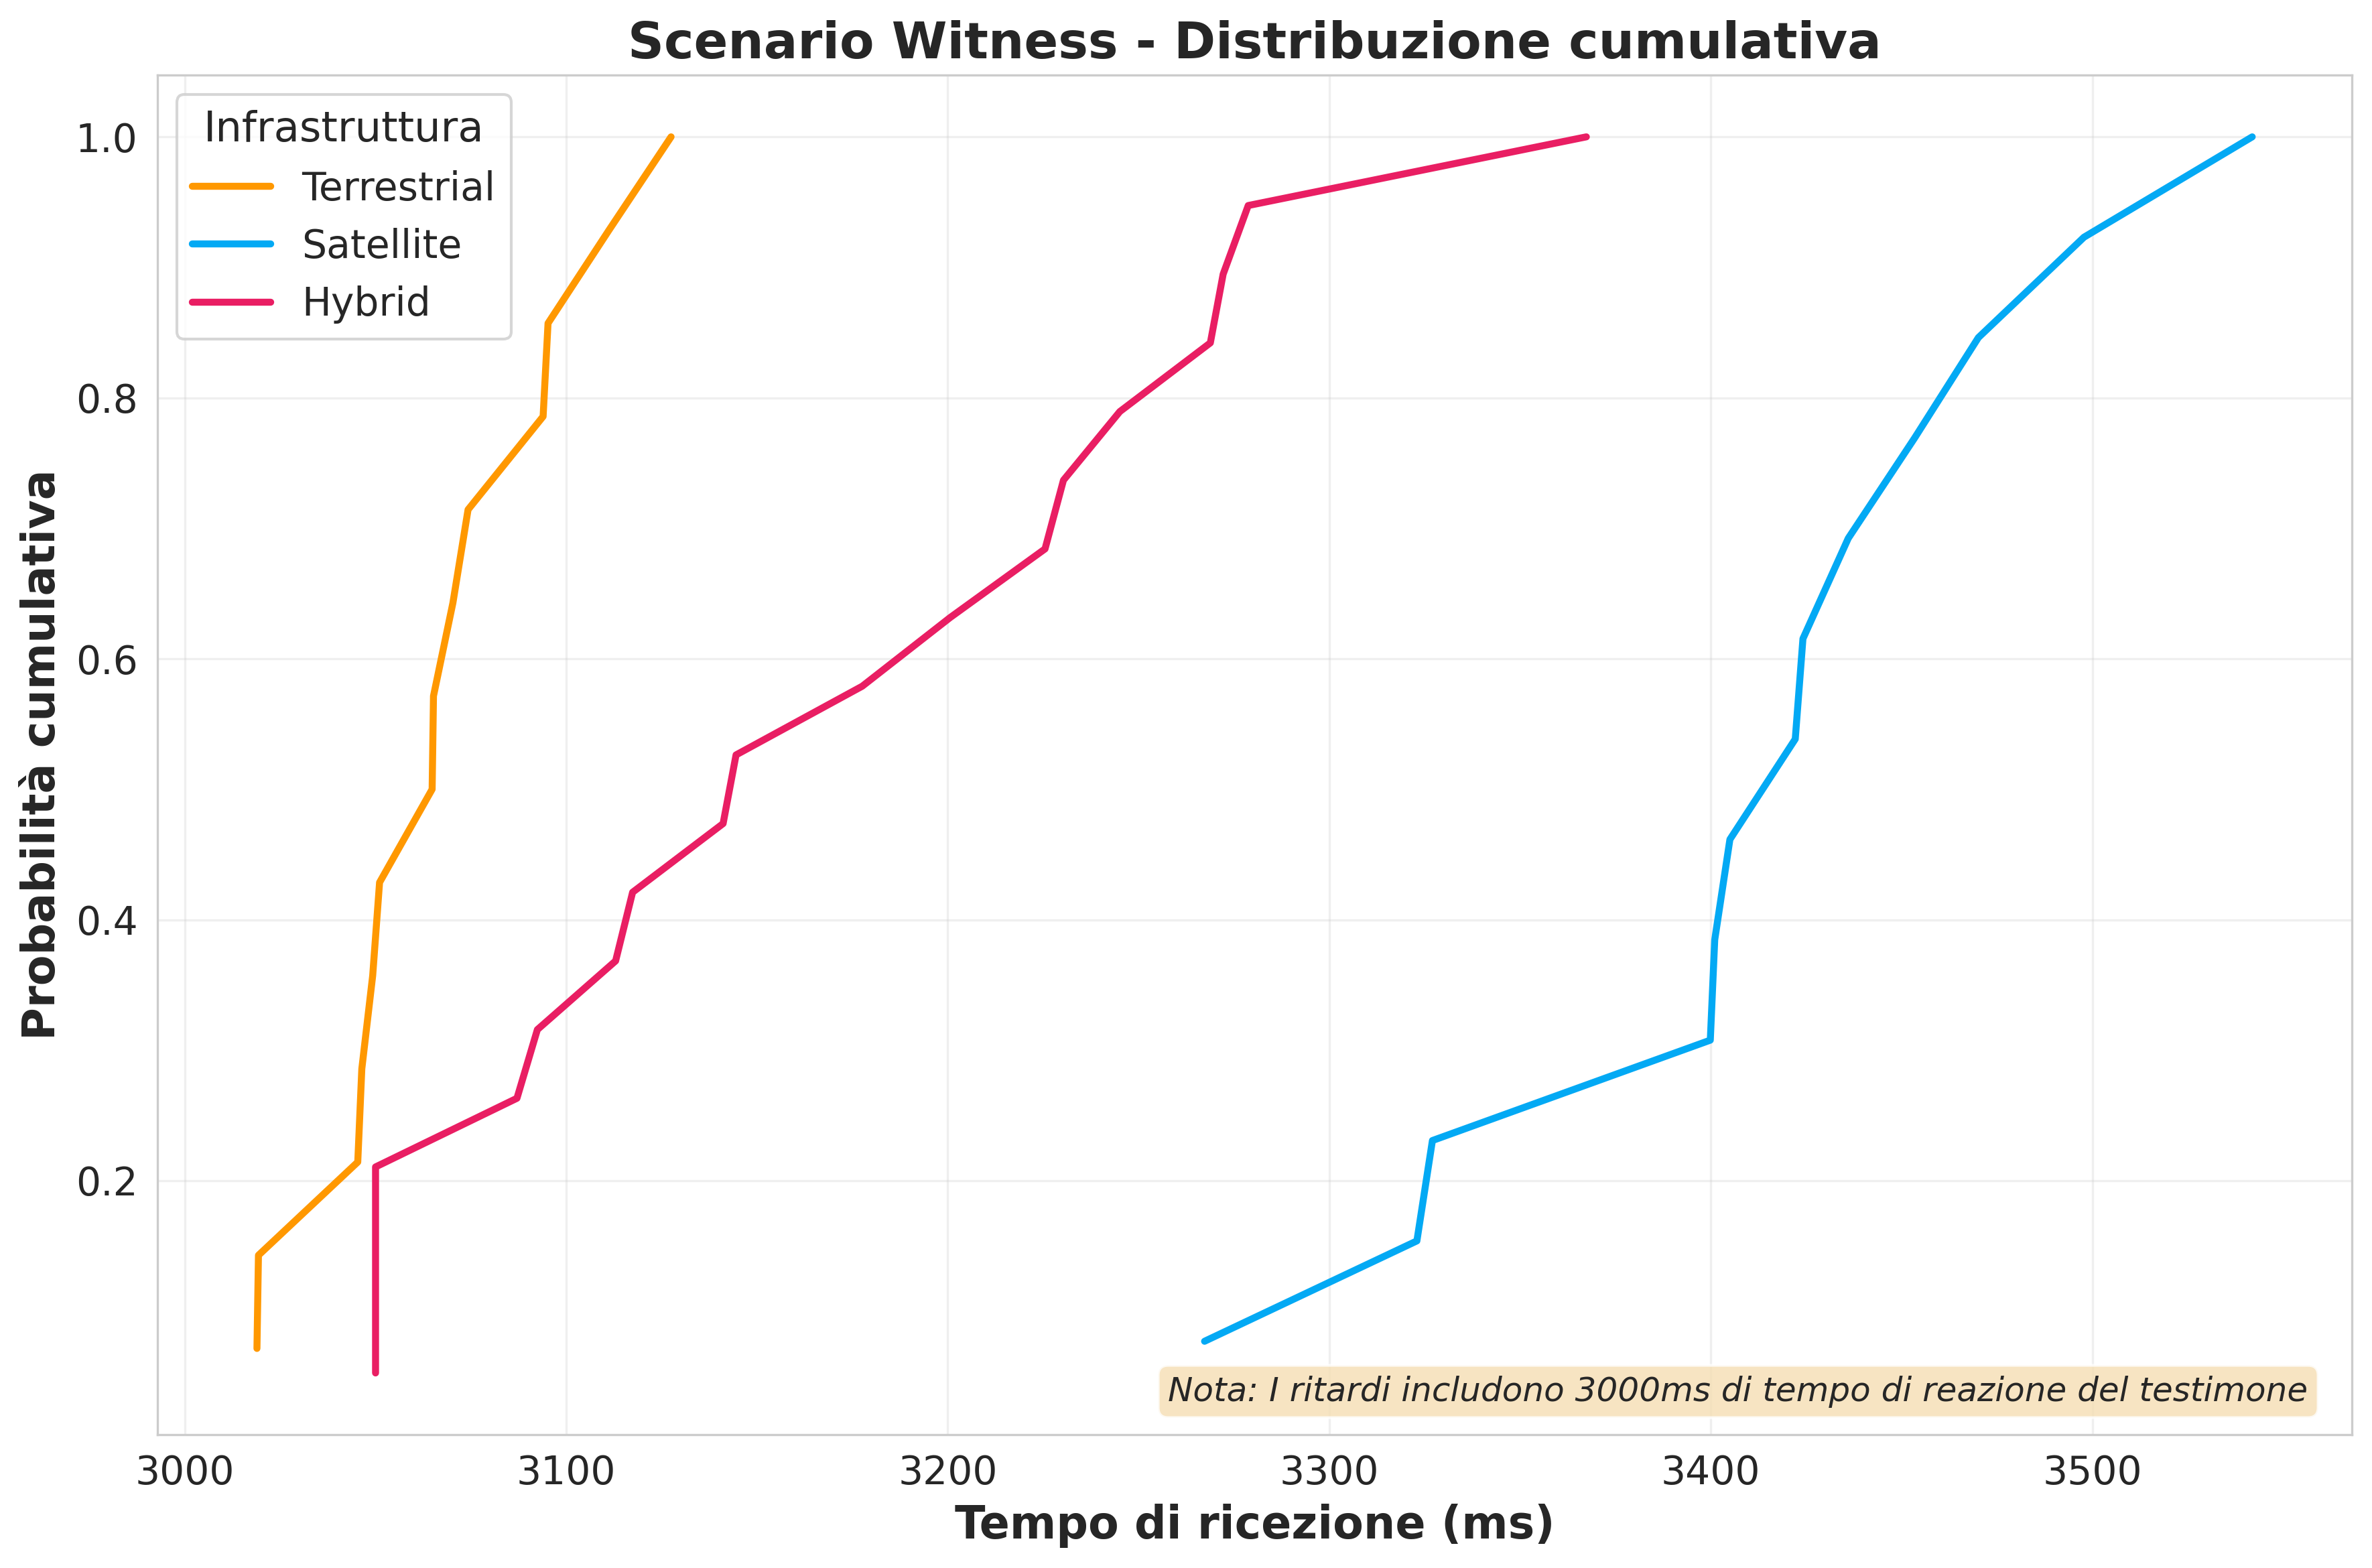 Scenario Witness - Distribuzione cumulativa
Infrastruttura
Terrestrial
Satellite
Hybrid
Probabilità cumulativa
1.0
0.8
0.6
0.4
0.2
Nota: I ritardi includono 3000ms di tempo di reazione del testimone
3000 3100 3200 3300 3400 3500
Tempo di ricezione (ms)